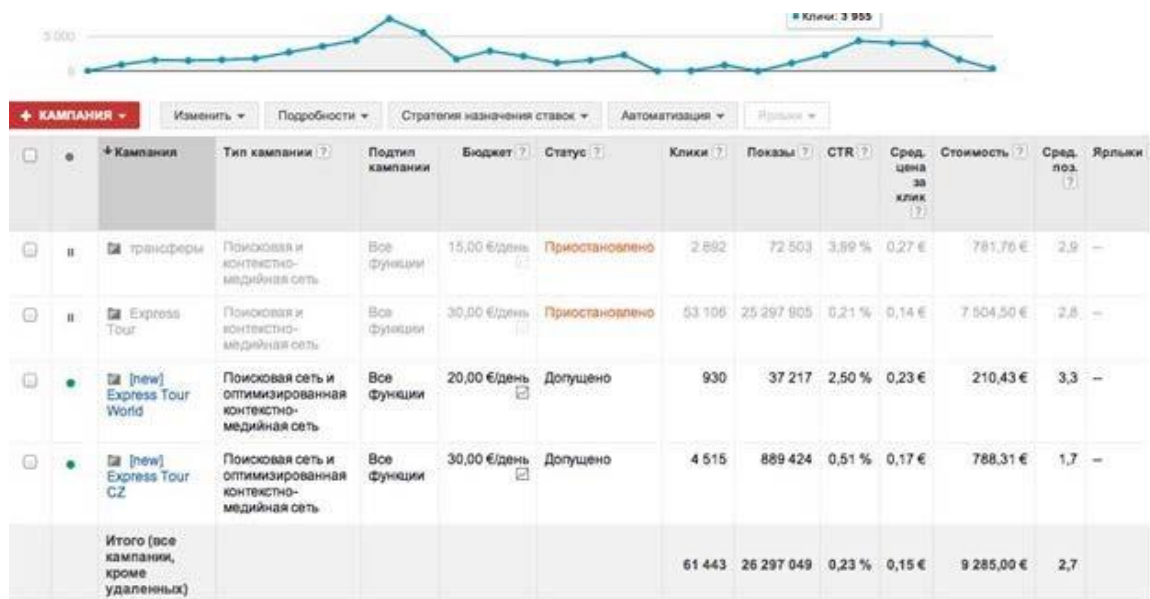 Клики: 3 955
5 000
0
+ КАМПАНИЯ
Изменить
Подробности
Стратегия назначения ставок
Автоматизация
Ярлыки
Кампания Тип кампании ? Подтип кампании Бюджет ? Статус ? Клики ? Показы ? CTR ? Сред. цена за клик ? Стоимость ? Сред. поз. ? Ярлыки
трансферы Поисковая и контекстно-медийная сеть Все функции 15,00 €/день Приостановлено 2 892 72 503 3,99 % 0,27 € 781,76 € 2,9 --
Express Tour Поисковая и контекстно-медийная сеть Все функции 30,00 €/день Приостановлено 53 106 25 297 905 0,21 % 0,14 € 7 504,50 € 2,8 --
[new] Express Tour World Поисковая сеть и оптимизированная контекстно-медийная сеть Все функции 20,00 €/день Допущено 930 37 217 2,50 % 0,23 € 210,43 € 3,3 --
[new] Express Tour CZ Поисковая сеть и оптимизированная контекстно-медийная сеть Все функции 30,00 €/день Допущено 4 515 889 424 0,51 % 0,17 € 788,31 € 1,7 --
Итого (все кампании, кроме удаленных) 61 443 26 297 049 0,23 % 0,15 € 9 285,00 € 2,7